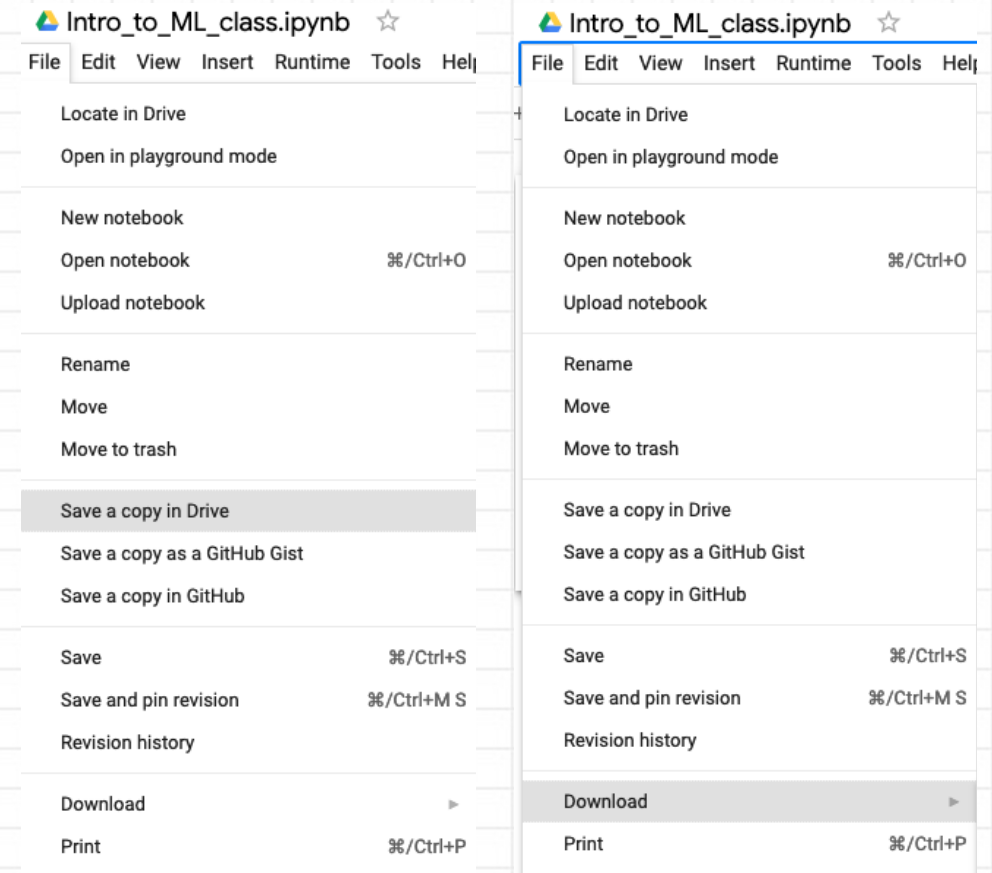 Intro_to_ML_class.ipynb
File Edit View Insert Runtime Tools
Locate in Drive
Open in playground mode
New notebook
Open notebook ⌘/Ctrl+O
Upload notebook
Rename
Move
Move to trash
Save a copy in Drive
Save a copy as a GitHub Gist
Save a copy in GitHub
Save ⌘/Ctrl+S
Save and pin revision ⌘/Ctrl+M S
Revision history
Download ►
Print ⌘/Ctrl+P
Intro_to_ML_class.ipynb
File Edit View Insert Runtime Tools Help
Locate in Drive
Open in playground mode
New notebook
Open notebook ⌘/Ctrl+O
Upload notebook
Rename
Move
Move to trash
Save a copy in Drive
Save a copy as a GitHub Gist
Save a copy in GitHub
Save ⌘/Ctrl+S
Save and pin revision ⌘/Ctrl+M S
Revision history
Download ►
Print ⌘/Ctrl+P